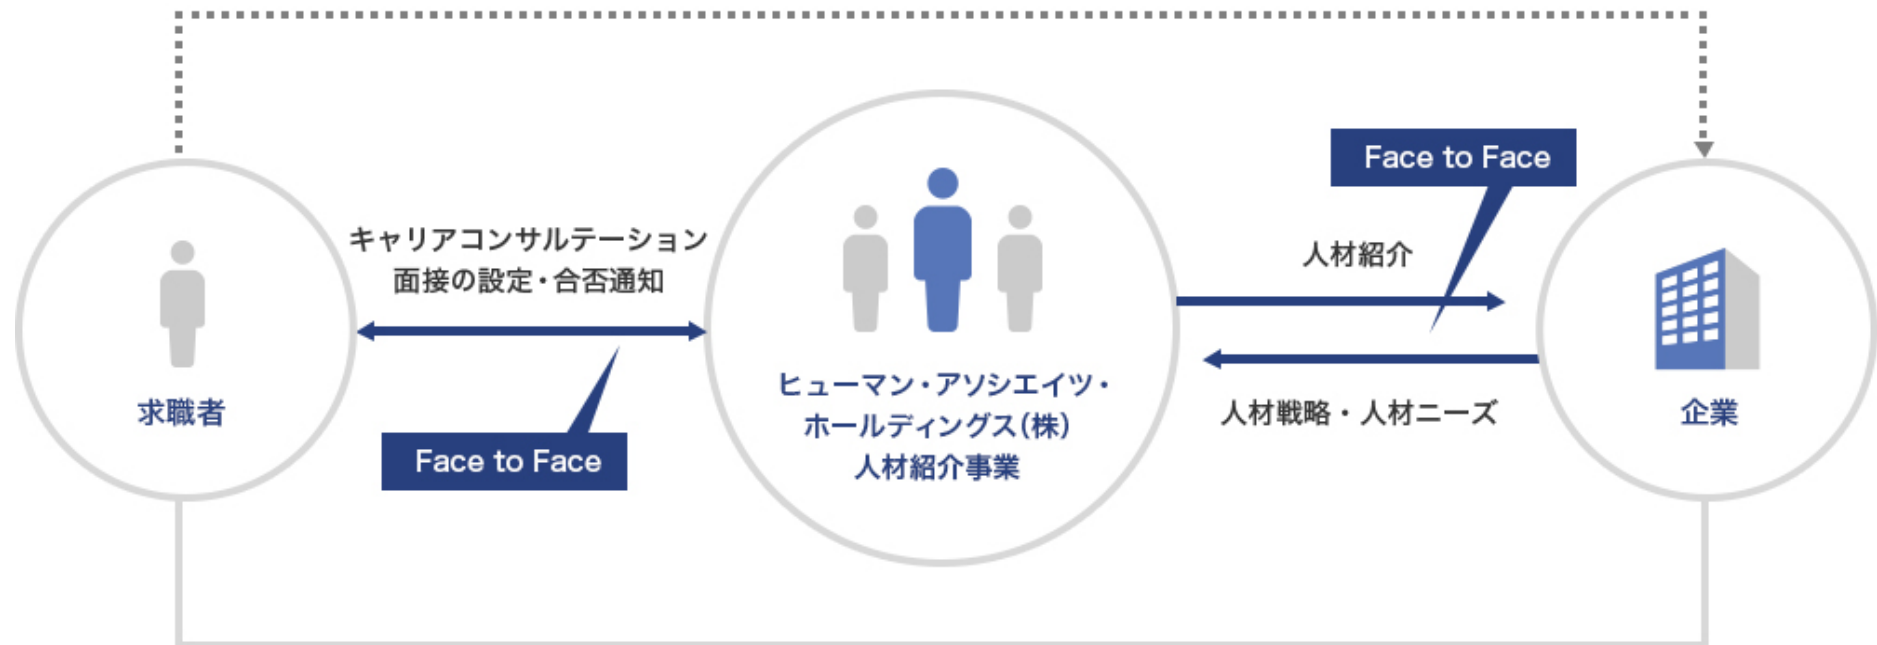 Face to Face
キャリアコンサルテーション
面接の設定・合否通知
人材紹介
ヒューマン・アソシエイツ・
ホールディングス(株)
人材紹介事業
求職者
人材戦略・人材ニーズ
企業
Face to Face